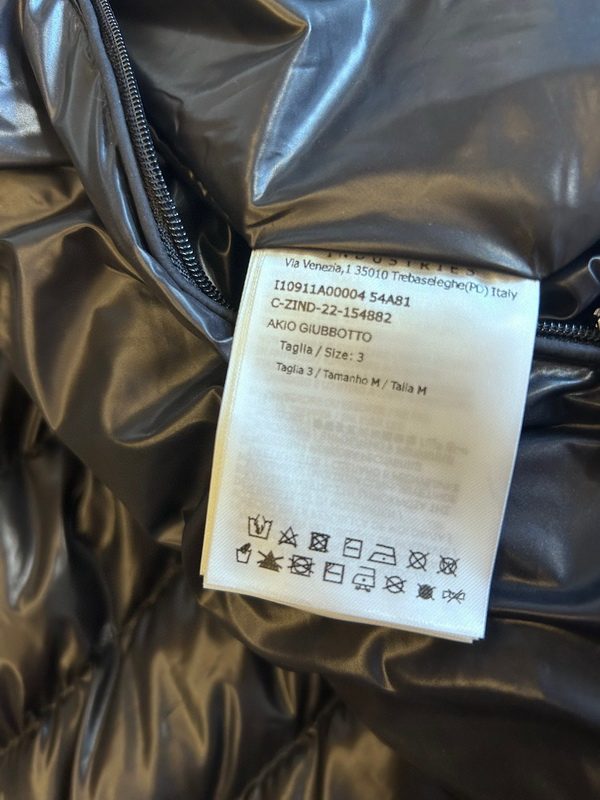 INDUSTRIES
Via Venezia,1 35010 Trebaseleghe(PD) Italy
I10911A00004 54A81
C-ZIND-22-154882
AKIO GIUBBOTTO
Taglia / Size: 3
Taglia 3 / Tamanho M / Talla M